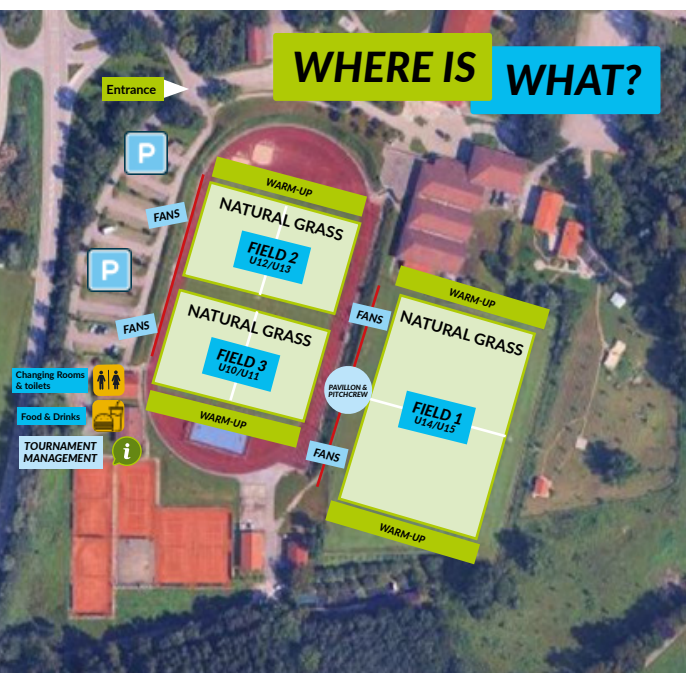 WHERE IS
WHAT?
Entrance
P
WARM-UP
FANS
NATURAL GRASS
FIELD 2
U12/U13
P
WARM-UP
FANS
FANS
NATURAL GRASS
NATURAL GRASS
FIELD 3
U10/U11
Changing Rooms
& toilets
PAVILLON &
PITCHCREW
FIELD 1
U14/U15
Food & Drinks
WARM-UP
TOURNAMENT
MANAGEMENT
i
FANS
WARM-UP